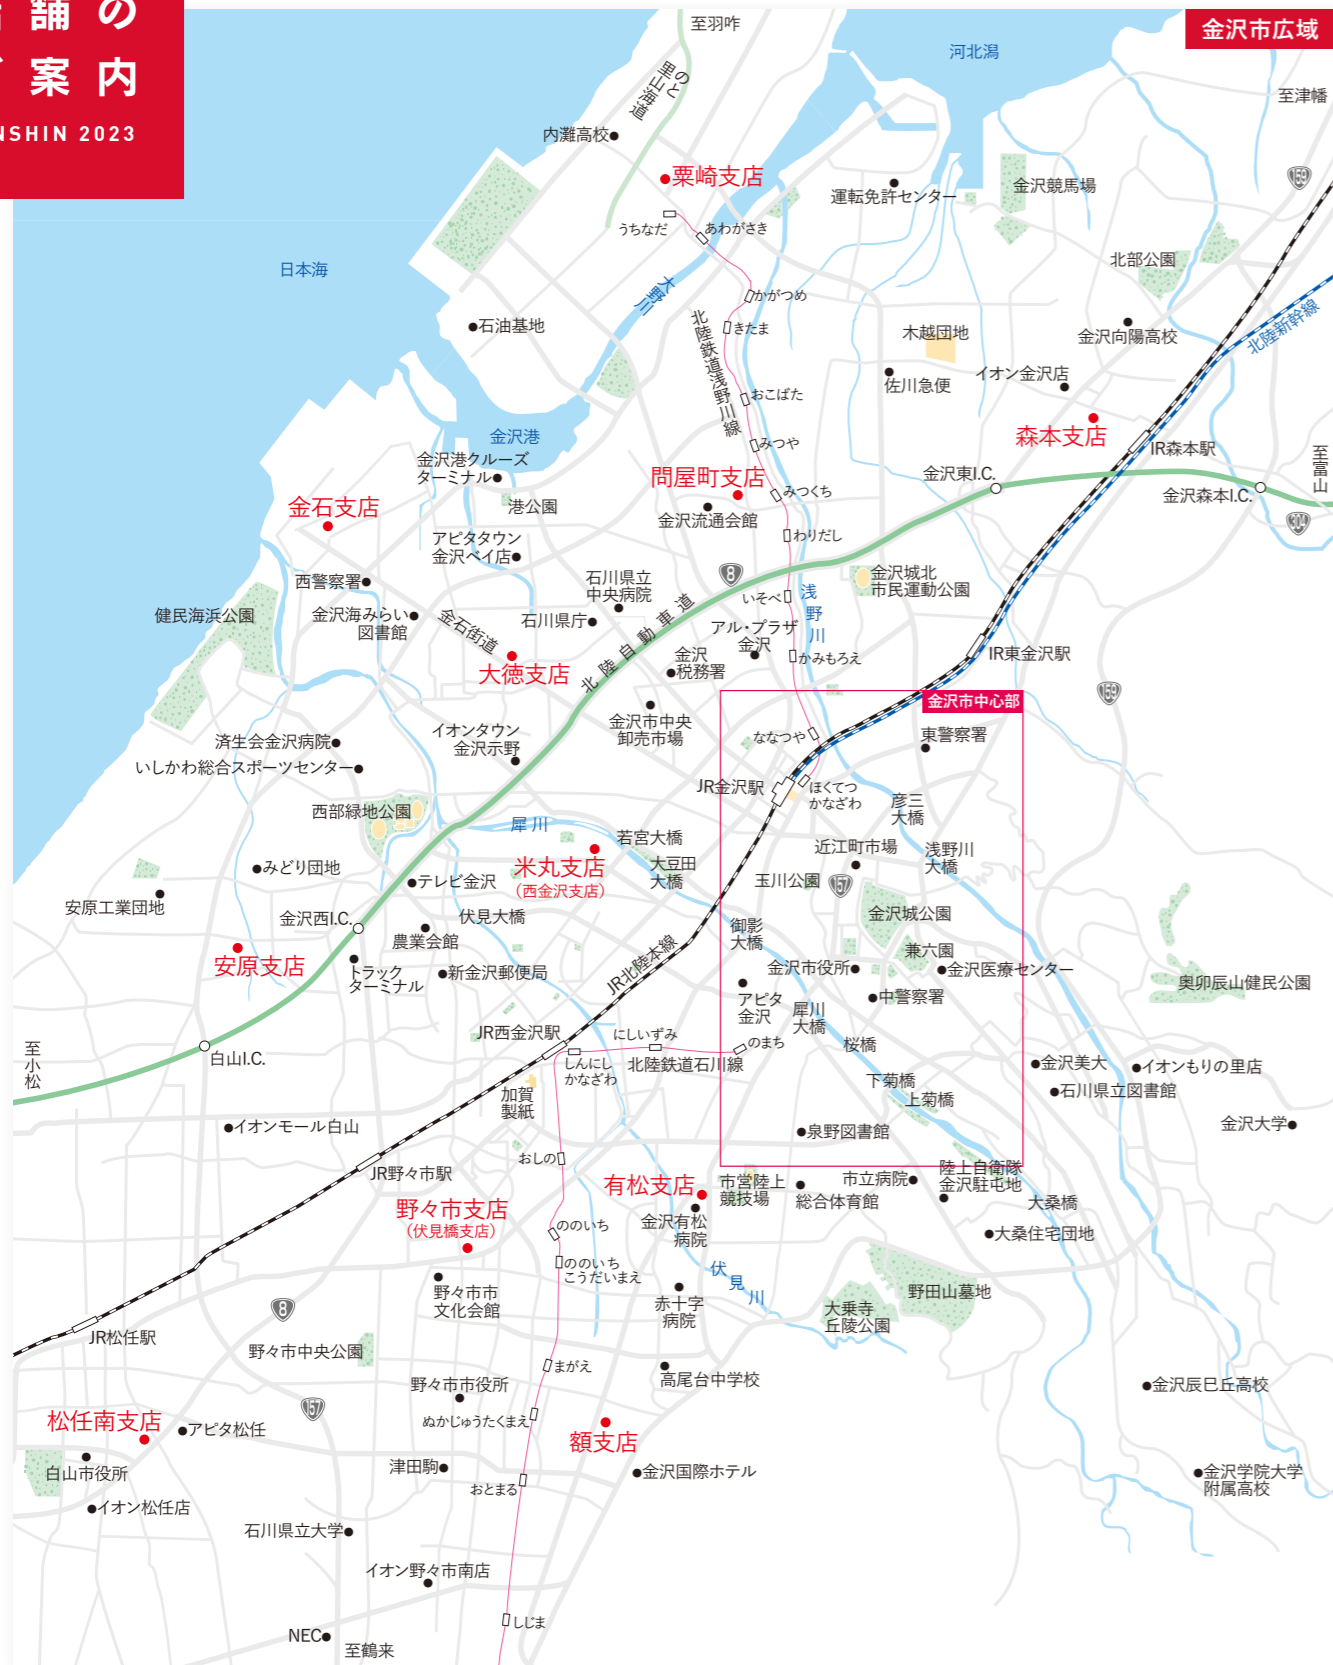 舗の
案内
NSHIN 2023
金沢市広域
至羽咋
河北潟
のと
里山海道
至津幡
内灘高校
粟崎支店
運転免許センター
金沢競馬場
159
うちなだ
あわがさき
北部公園
日本海
大野川
かがつめ
石油基地
北陸鉄道浅野川線
きたま
木越団地
金沢向陽高校
北陸新幹線
佐川急便
イオン金沢店
おこばた
森本支店
金沢港
みつや
IR森本駅
金沢港クルーズ
ターミナル
問屋町支店
金沢東I.C.
至富山
みつくち
金沢森本I.C.
金石支店
港公園
金沢流通会館
304
アピタタウン
金沢ベイ店
わりだし
西警察署
石川県立
中央病院
8
金沢城北
市民運動公園
いそべ
浅野川
健民海浜公園
金沢海みらい
図書館
金石街道
石川県庁
北陸自動車道
アル・プラザ
金沢
かみもろえ
IR東金沢駅
大徳支店
金沢
税務署
159
金沢市中心部
金沢市中央
卸売市場
済生会金沢病院
イオンタウン
金沢示野
ななつや
東警察署
いしかわ総合スポーツセンター
JR金沢駅
ほくてつ
かなざわ
彦三
大橋
西部緑地公園
犀川
若宮大橋
近江町市場
浅野川
大橋
米丸支店
(西金沢支店)
大豆田
大橋
みどり団地
テレビ金沢
玉川公園
157
安原工業団地
金沢西I.C.
伏見大橋
金沢城公園
農業会館
御影
大橋
兼六園
安原支店
トラック
ターミナル
新金沢郵便局
JR北陸本線
金沢市役所
金沢医療センター
奥卯辰山健民公園
アピタ
金沢
犀川
大橋
中警察署
JR西金沢駅
にしいずみ
のまち
桜橋
至小松
白山I.C.
しんにし
かなざわ
北陸鉄道石川線
金沢美大
イオンもりの里店
加賀
製紙
下菊橋
上菊橋
石川県立図書館
イオンモール白山
泉野図書館
金沢大学
おしの
JR野々市駅
有松支店
市営陸上
競技場
総合体育館
市立病院
陸上自衛隊
金沢駐屯地
野々市支店
(伏見橋支店)
ののいち
金沢有松
病院
大桑橋
大桑住宅団地
ののいち
こうだいまえ
伏見川
野々市市
文化会館
赤十字
病院
野田山墓地
8
大乗寺
丘陵公園
JR松任駅
野々市中央公園
まがえ
高尾台中学校
野々市市役所
金沢辰巳丘高校
157
松任南支店
アピタ松任
ぬかじゅうたくまえ
額支店
白山市役所
津田駒
金沢国際ホテル
金沢学院大学
附属高校
おとまる
イオン松任店
石川県立大学
イオン野々市南店
しじま
NEC
至鶴来